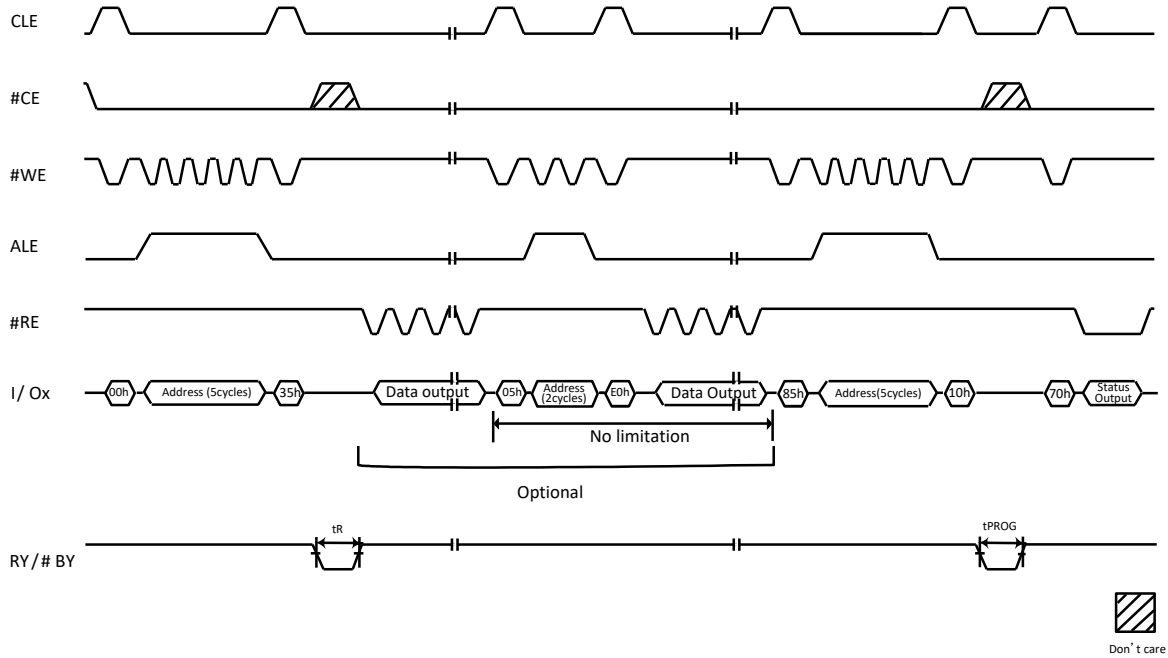 CLE
#CE
#WE
ALE
#RE
I/ Ox
00h
Address (5cycles)
35h
Data output
05h
Address (2cycles)
E0h
Data Output
85h
Address(5cycles)
10h
70h
Status Output
No limitation
Optional
RY/# BY
tR
tPROG
Don't care